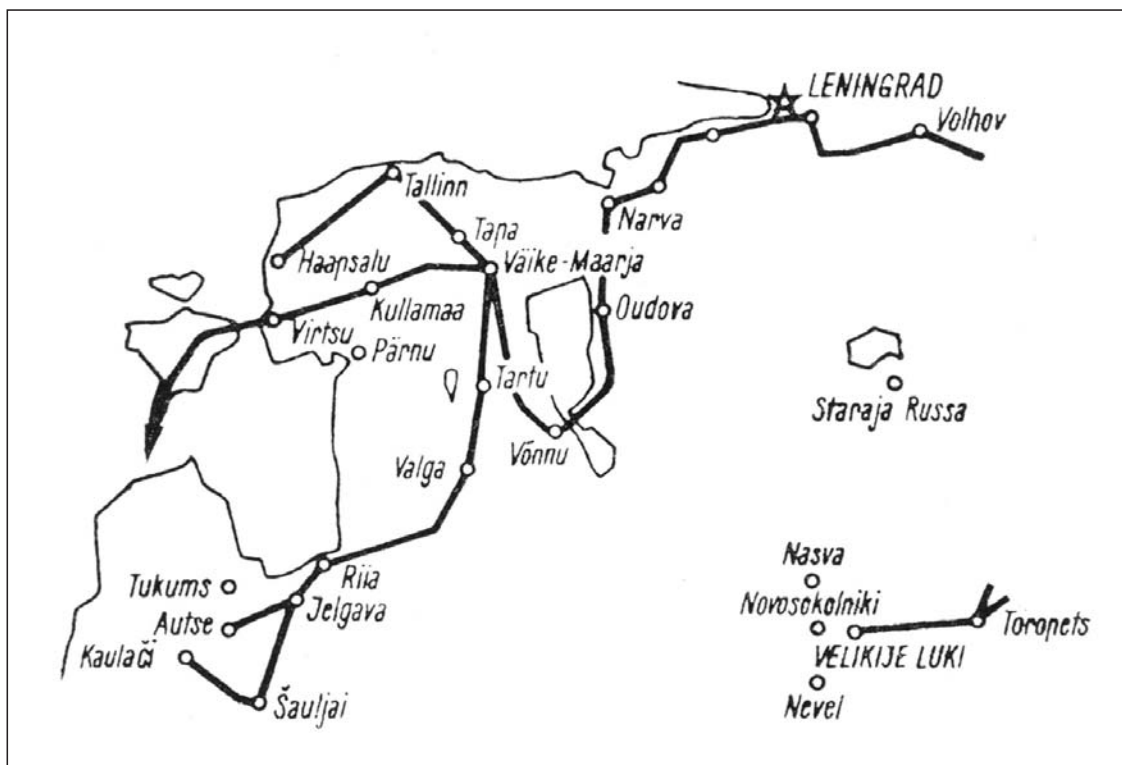 LENINGRAD
Volhov
Tallinn
Narva
Tapa
Haapsalu
Väike-Maarja
Kullamaa
Oudova
Virtsu
Pärnu
Tartu
Staraja Russa
Võnnu
Valga
Nasva
Riia
Tukums
Jelgava
Novosokolniki
Autse
Toropets
Kaulači
VELIKIJE LUKI
Šauljai
Nevel